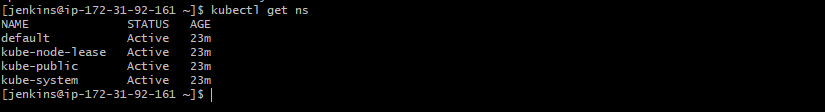 [jenkins@ip-172-31-92-161 ~]$ kubectl get ns
NAME              STATUS   AGE
default           Active   23m
kube-node-lease   Active   23m
kube-public       Active   23m
kube-system       Active   23m
[jenkins@ip-172-31-92-161 ~]$